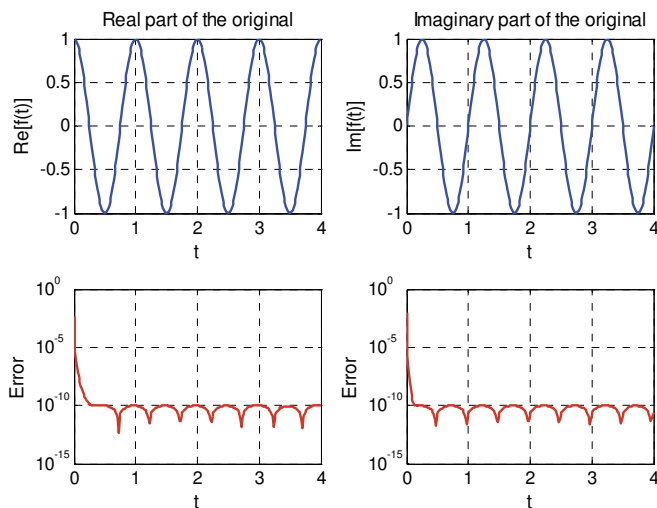 Real part of the original
Re[f(t)]
1
0.5
0
-0.5
-1
0 1 2 3 4
t
Imaginary part of the original
Im[f(t)]
1
0.5
0
-0.5
-1
0 1 2 3 4
t
Error
10^0
10^-5
10^-10
10^-15
0 1 2 3 4
t
Error
10^0
10^-5
10^-10
10^-15
0 1 2 3 4
t